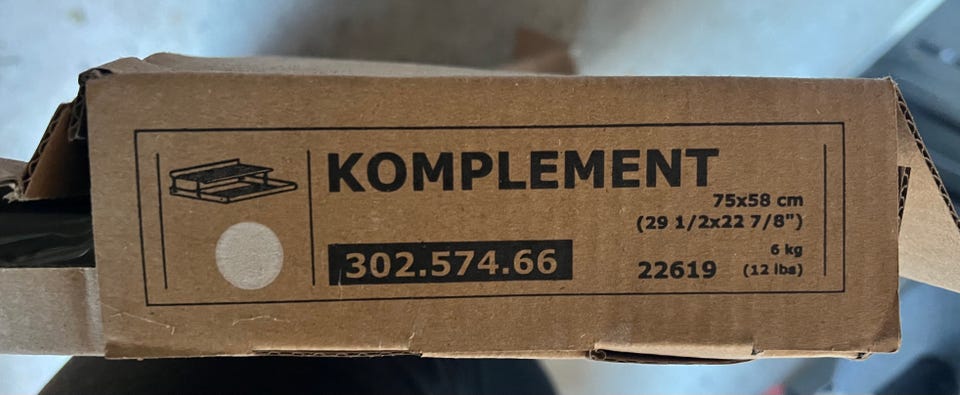 KOMPLEMENT
75x58 cm
(29 1/2x22 7/8")
302.574.66
6 kg
22619 (12 lbs)